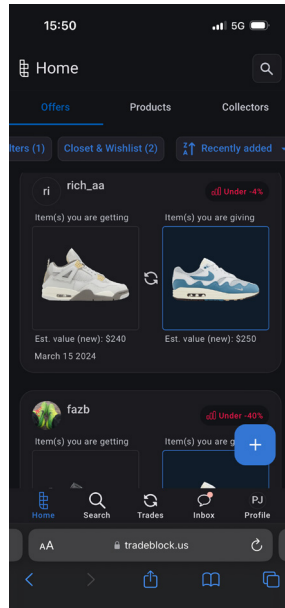 15:50
5G
Home
Offers Products Collectors
lters (1) Closet & Wishlist (2) Recently added
ri rich_aa Under -4%
Item(s) you are getting Item(s) you are giving
Est. value (new): $240 Est. value (new): $250
March 15 2024
fazb Under -40%
Item(s) you are getting Item(s) you are g
Home Search Trades Inbox PJ Profile
AA tradeblock.us